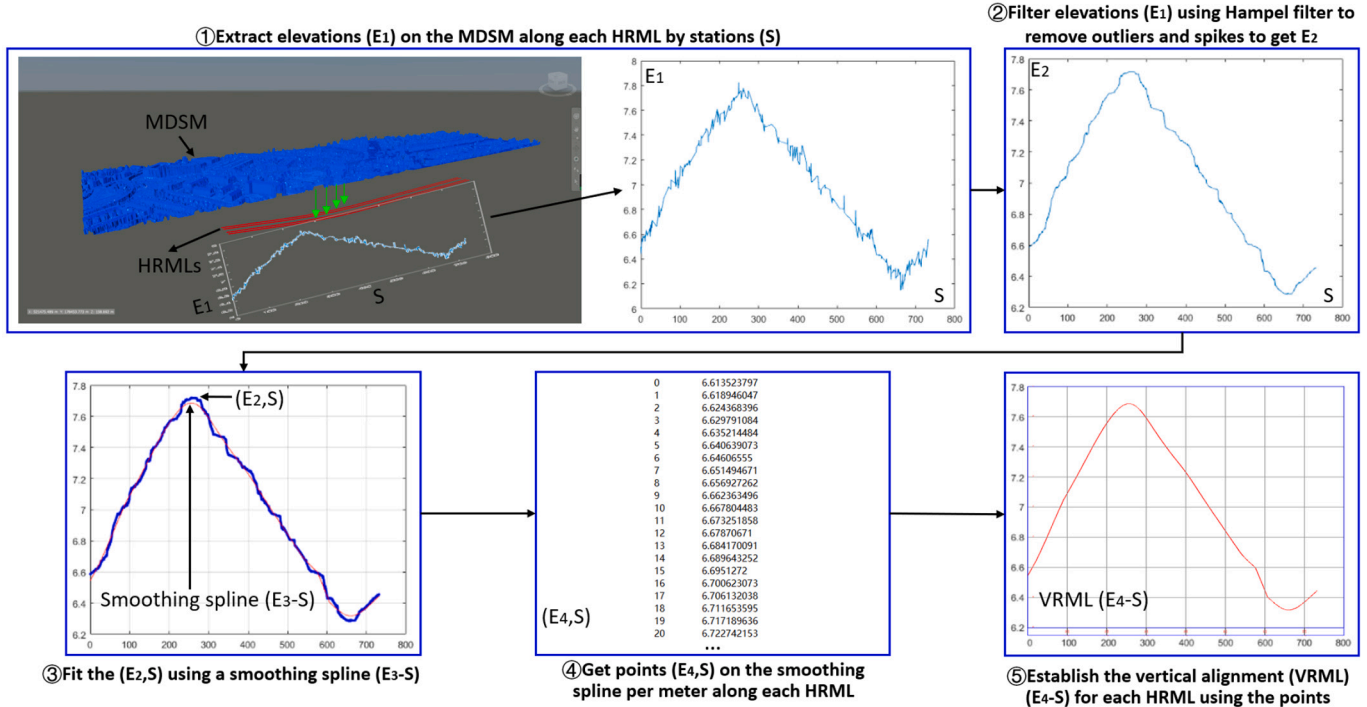 ①Extract elevations (E1) on the MDSM along each HRML by stations (S)
MDSM
HRMLs
E1
S
E1
8
7.8
7.6
7.4
7.2
7
6.8
6.6
6.4
6.2
6
0 100 200 300 400 500 600 700 800
S
②Filter elevations (E1) using Hampel filter to
remove outliers and spikes to get E2
E2
7.8
7.6
7.4
7.2
7
6.8
6.6
6.4
6.2
0 100 200 300 400 500 600 700 800
S
7.8
7.6
7.4
7.2
7
6.8
6.6
6.4
6.2
0 100 200 300 400 500 600 700 800
(E2,S)
Smoothing spline (E3-S)
③Fit the (E2,S) using a smoothing spline (E3-S)
0 6.613523797
1 6.618946047
2 6.624368396
3 6.629791084
4 6.635214484
5 6.640639073
6 6.64606555
7 6.651494671
8 6.656927262
9 6.662363496
10 6.667804483
11 6.673251858
12 6.67870671
13 6.684170091
14 6.689643252
15 6.6951272
16 6.700623073
17 6.706132038
18 6.711653595
19 6.717189636
20 6.722742153
...
(E4,S)
④Get points (E4,S) on the smoothing
spline per meter along each HRML
7.8
7.6
7.4
7.2
7
6.8
6.6
6.4
6.2
0 100 200 300 400 500 600 700 800
VRML (E4-S)
⑤Establish the vertical alignment (VRML)
(E4-S) for each HRML using the points